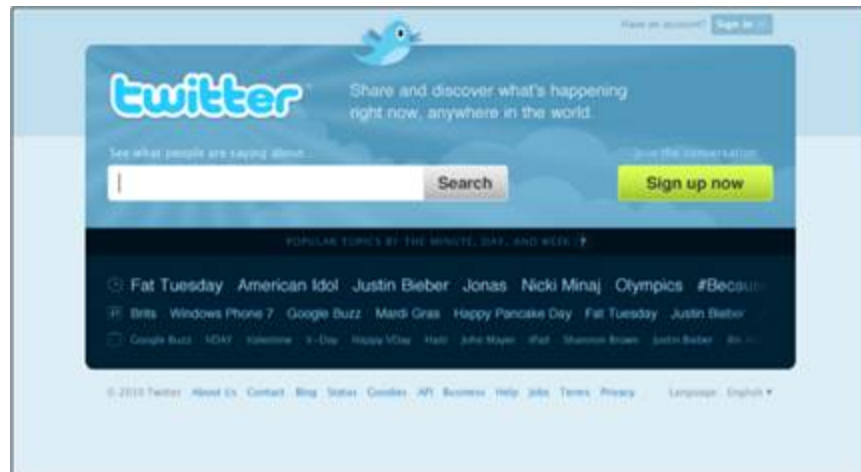 Have an account? Sign in
twitter
Share and discover what's happening
right now, anywhere in the world.
See what people are saying about...
Join the conversation
Search
Sign up now
POPULAR TOPICS BY THE MINUTE, DAY, AND WEEK ?
Fat Tuesday American Idol Justin Bieber Jonas Nicki Minaj Olympics #Becaus
Brits Windows Phone 7 Google Buzz Mardi Gras Happy Pancake Day Fat Tuesday Justin Bieber
Google Buzz VDAY Valentine V-Day Happy VDay Haiti John Mayer iPad Shannon Brown Justin Bieber
© 2010 Twitter About Us Contact Blog Status Goodies API Business Help Jobs Terms Privacy Language: English